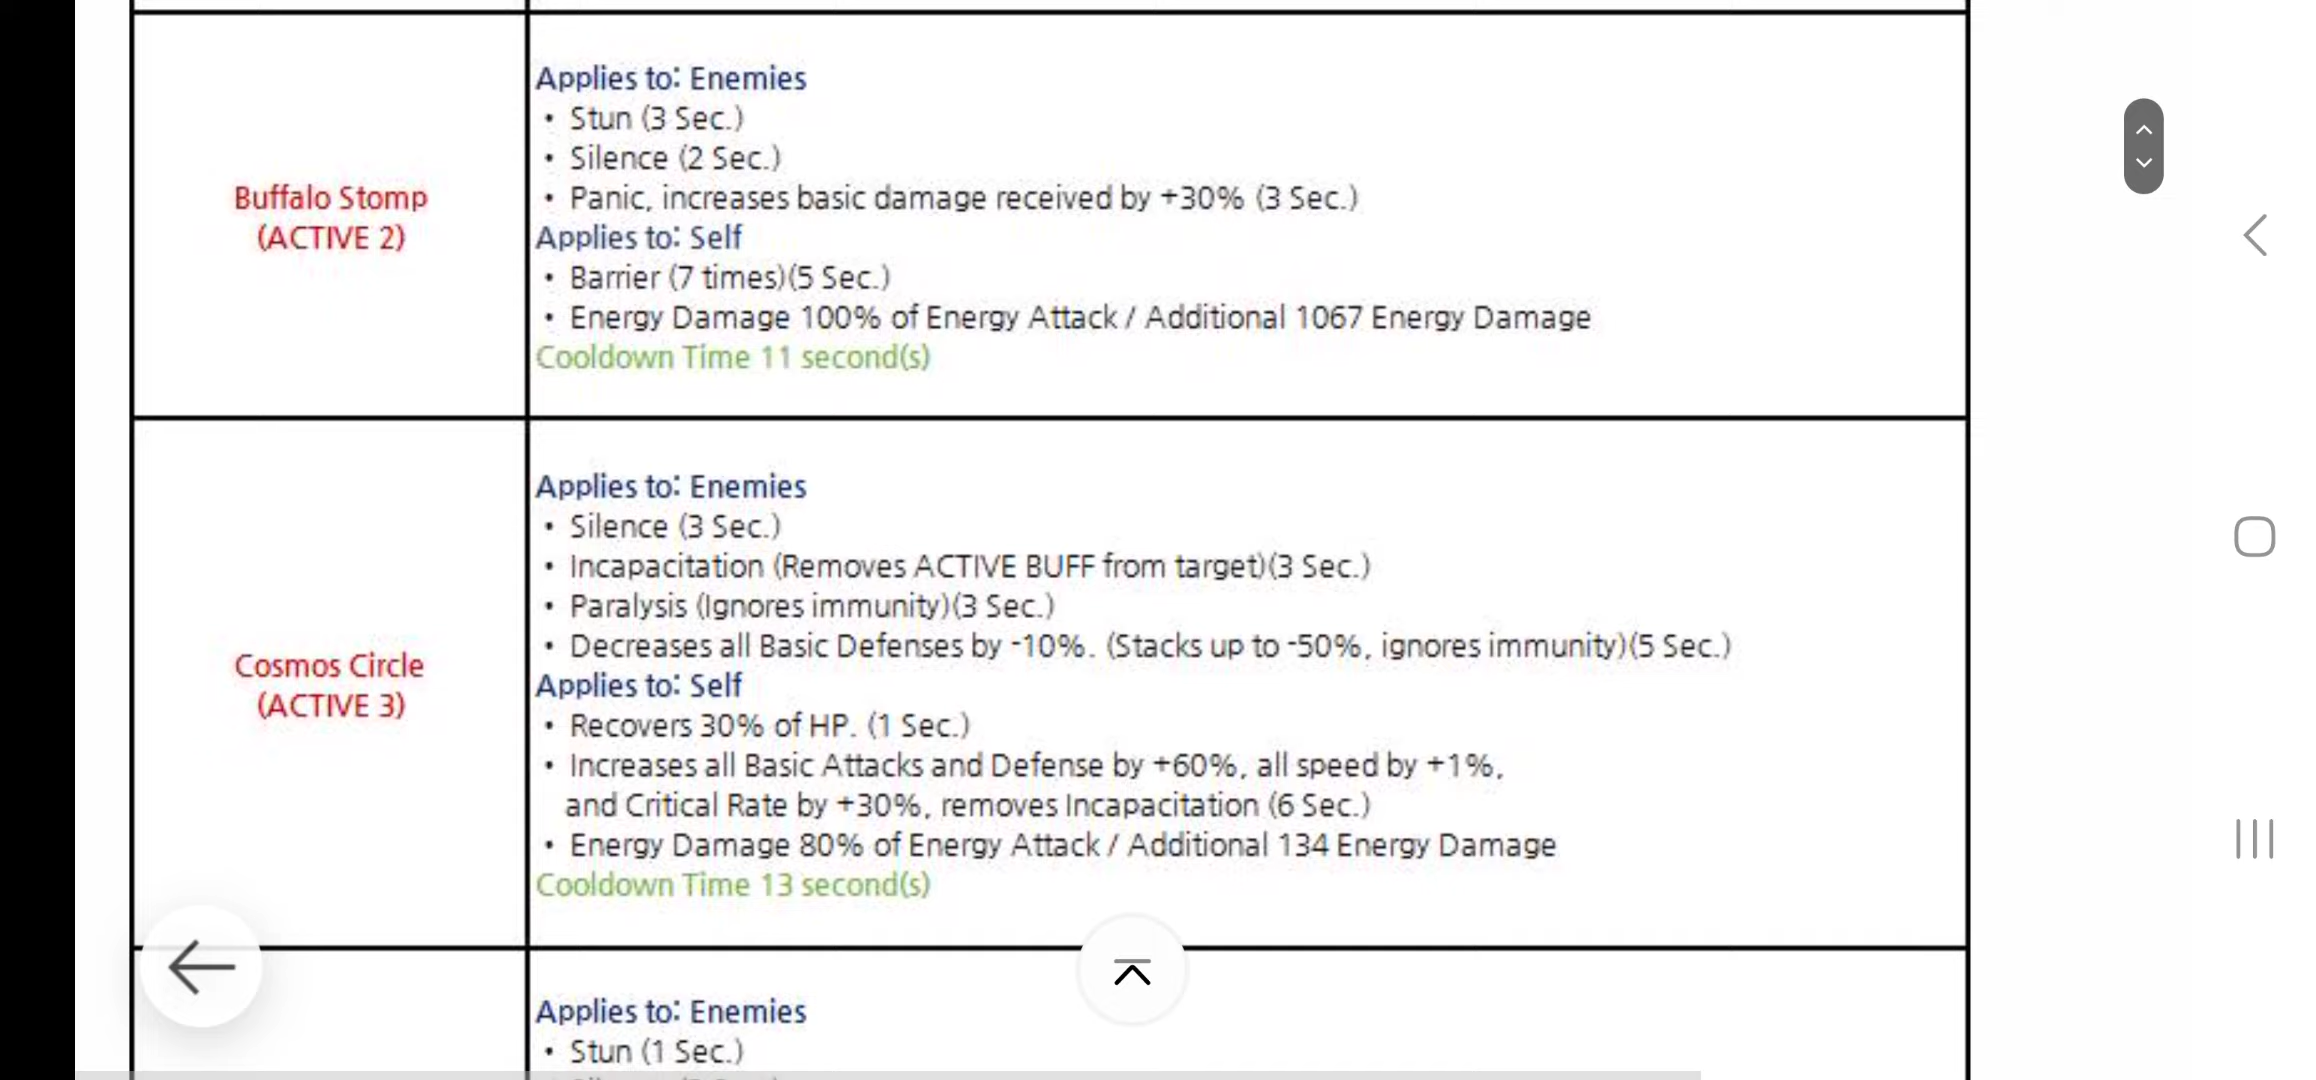 Buffalo Stomp
(ACTIVE 2)
Applies to: Enemies
• Stun (3 Sec.)
• Silence (2 Sec.)
• Panic, increases basic damage received by +30% (3 Sec.)
Applies to: Self
• Barrier (7 times)(5 Sec.)
• Energy Damage 100% of Energy Attack / Additional 1067 Energy Damage
Cooldown Time 11 second(s)
Cosmos Circle
(ACTIVE 3)
Applies to: Enemies
• Silence (3 Sec.)
• Incapacitation (Removes ACTIVE BUFF from target)(3 Sec.)
• Paralysis (Ignores immunity)(3 Sec.)
• Decreases all Basic Defenses by -10%. (Stacks up to -50%, ignores immunity)(5 Sec.)
Applies to: Self
• Recovers 30% of HP. (1 Sec.)
• Increases all Basic Attacks and Defense by +60%, all speed by +1%,
and Critical Rate by +30%, removes Incapacitation (6 Sec.)
• Energy Damage 80% of Energy Attack / Additional 134 Energy Damage
Cooldown Time 13 second(s)
Applies to: Enemies
• Stun (1 Sec.)